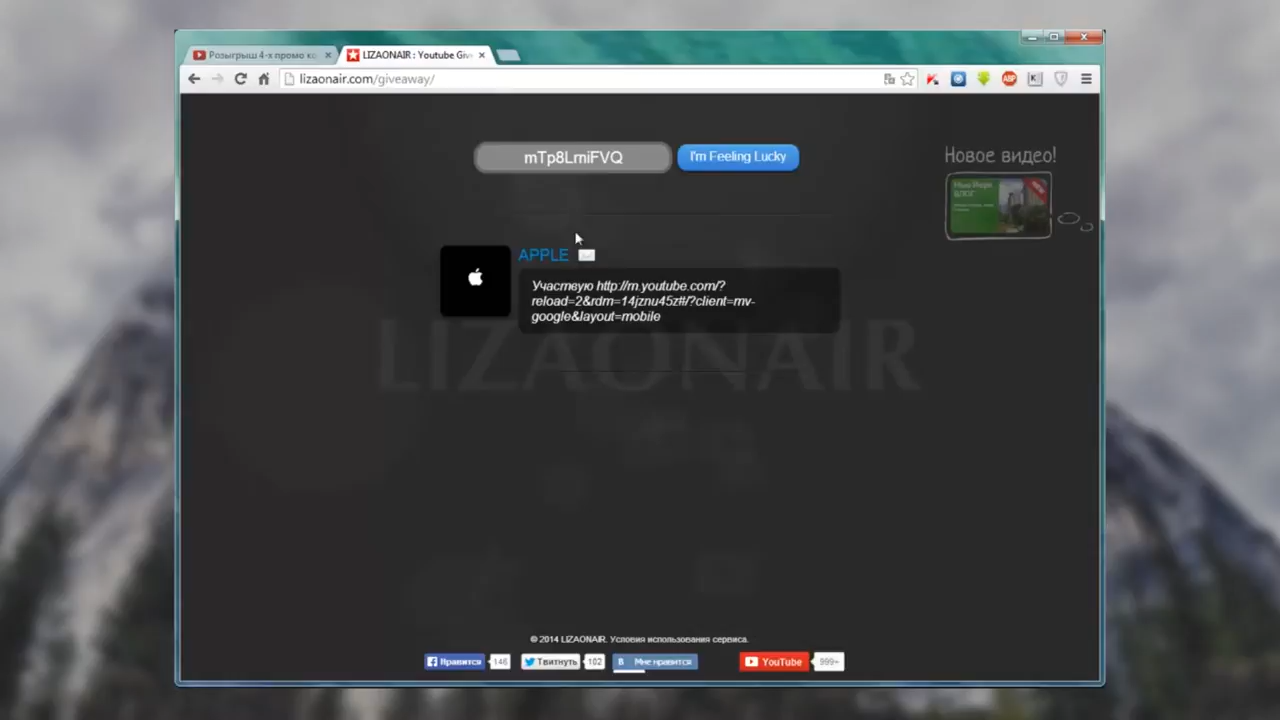 Розыгрыш 4-х промо ко
LIZAONAIR : Youtube Giv
lizaonair.com/giveaway/
mTp8LrniFVQ
I'm Feeling Lucky
Новое видео!
APPLE
Участвую http://m.youtube.com/?
reload=2&rdm=14jznu45z#/?client=mv-
google&layout=mobile
LIZAONAIR
© 2014 LIZAONAIR. Условия использования сервиса.
Нравится 146 Твитнуть 102 В Мне нравится YouTube 999+